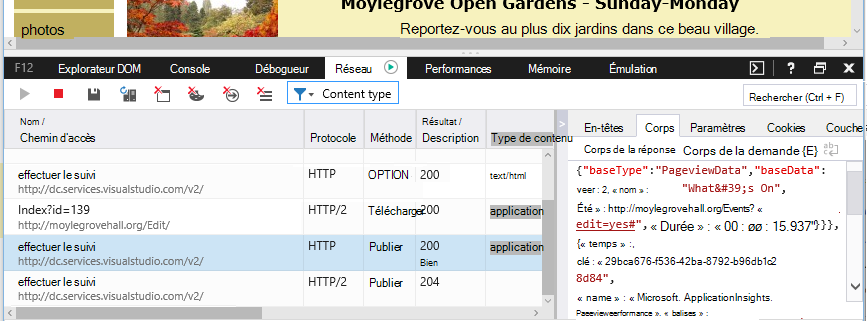 Moylegrove Open Gardens - Sunday-Monday
photos
Reportez-vous au plus dix jardins dans ce beau village.
F12 Explorateur DOM Console Débogueur Réseau Performances Mémoire Émulation ?
Content type
Rechercher (Ctrl + F)
Nom /
Chemin d'accès
Protocole
Méthode
Résultat /
Description
Type de contenu
effectuer le suivi HTTP OPTION 200 text/html
http://dc.services.visualstudio.com/v2/
Index?id=139 HTTP/2 Télécharger 200 application
http://moylegrovehall.org/Edit/
effectuer le suivi HTTP Publier 200 application
http://dc.services.visualstudio.com/v2/ Bien
effectuer le suivi HTTP/2 Publier 204
http://dc.services.visualstudio.com/v2/
> En-têtes Corps Paramètres Cookies Couche
Corps de la réponse Corps de la demande {E} abc
{"baseType":"PageviewData","baseData":
veer : 2, « nom » : "What&#39;s On",
Été » : http://moylegrovehall.org/Events? «
edit=yes#", « Durée » : « 00 : øø : 15.937"}}},
{« temps » :,
clé : « 29bca676-f536-42ba-8792-b96db1c2
8d84",
« name » : « Microsoft. ApplicationInsights.
Pageviewerformance ». « balises » :